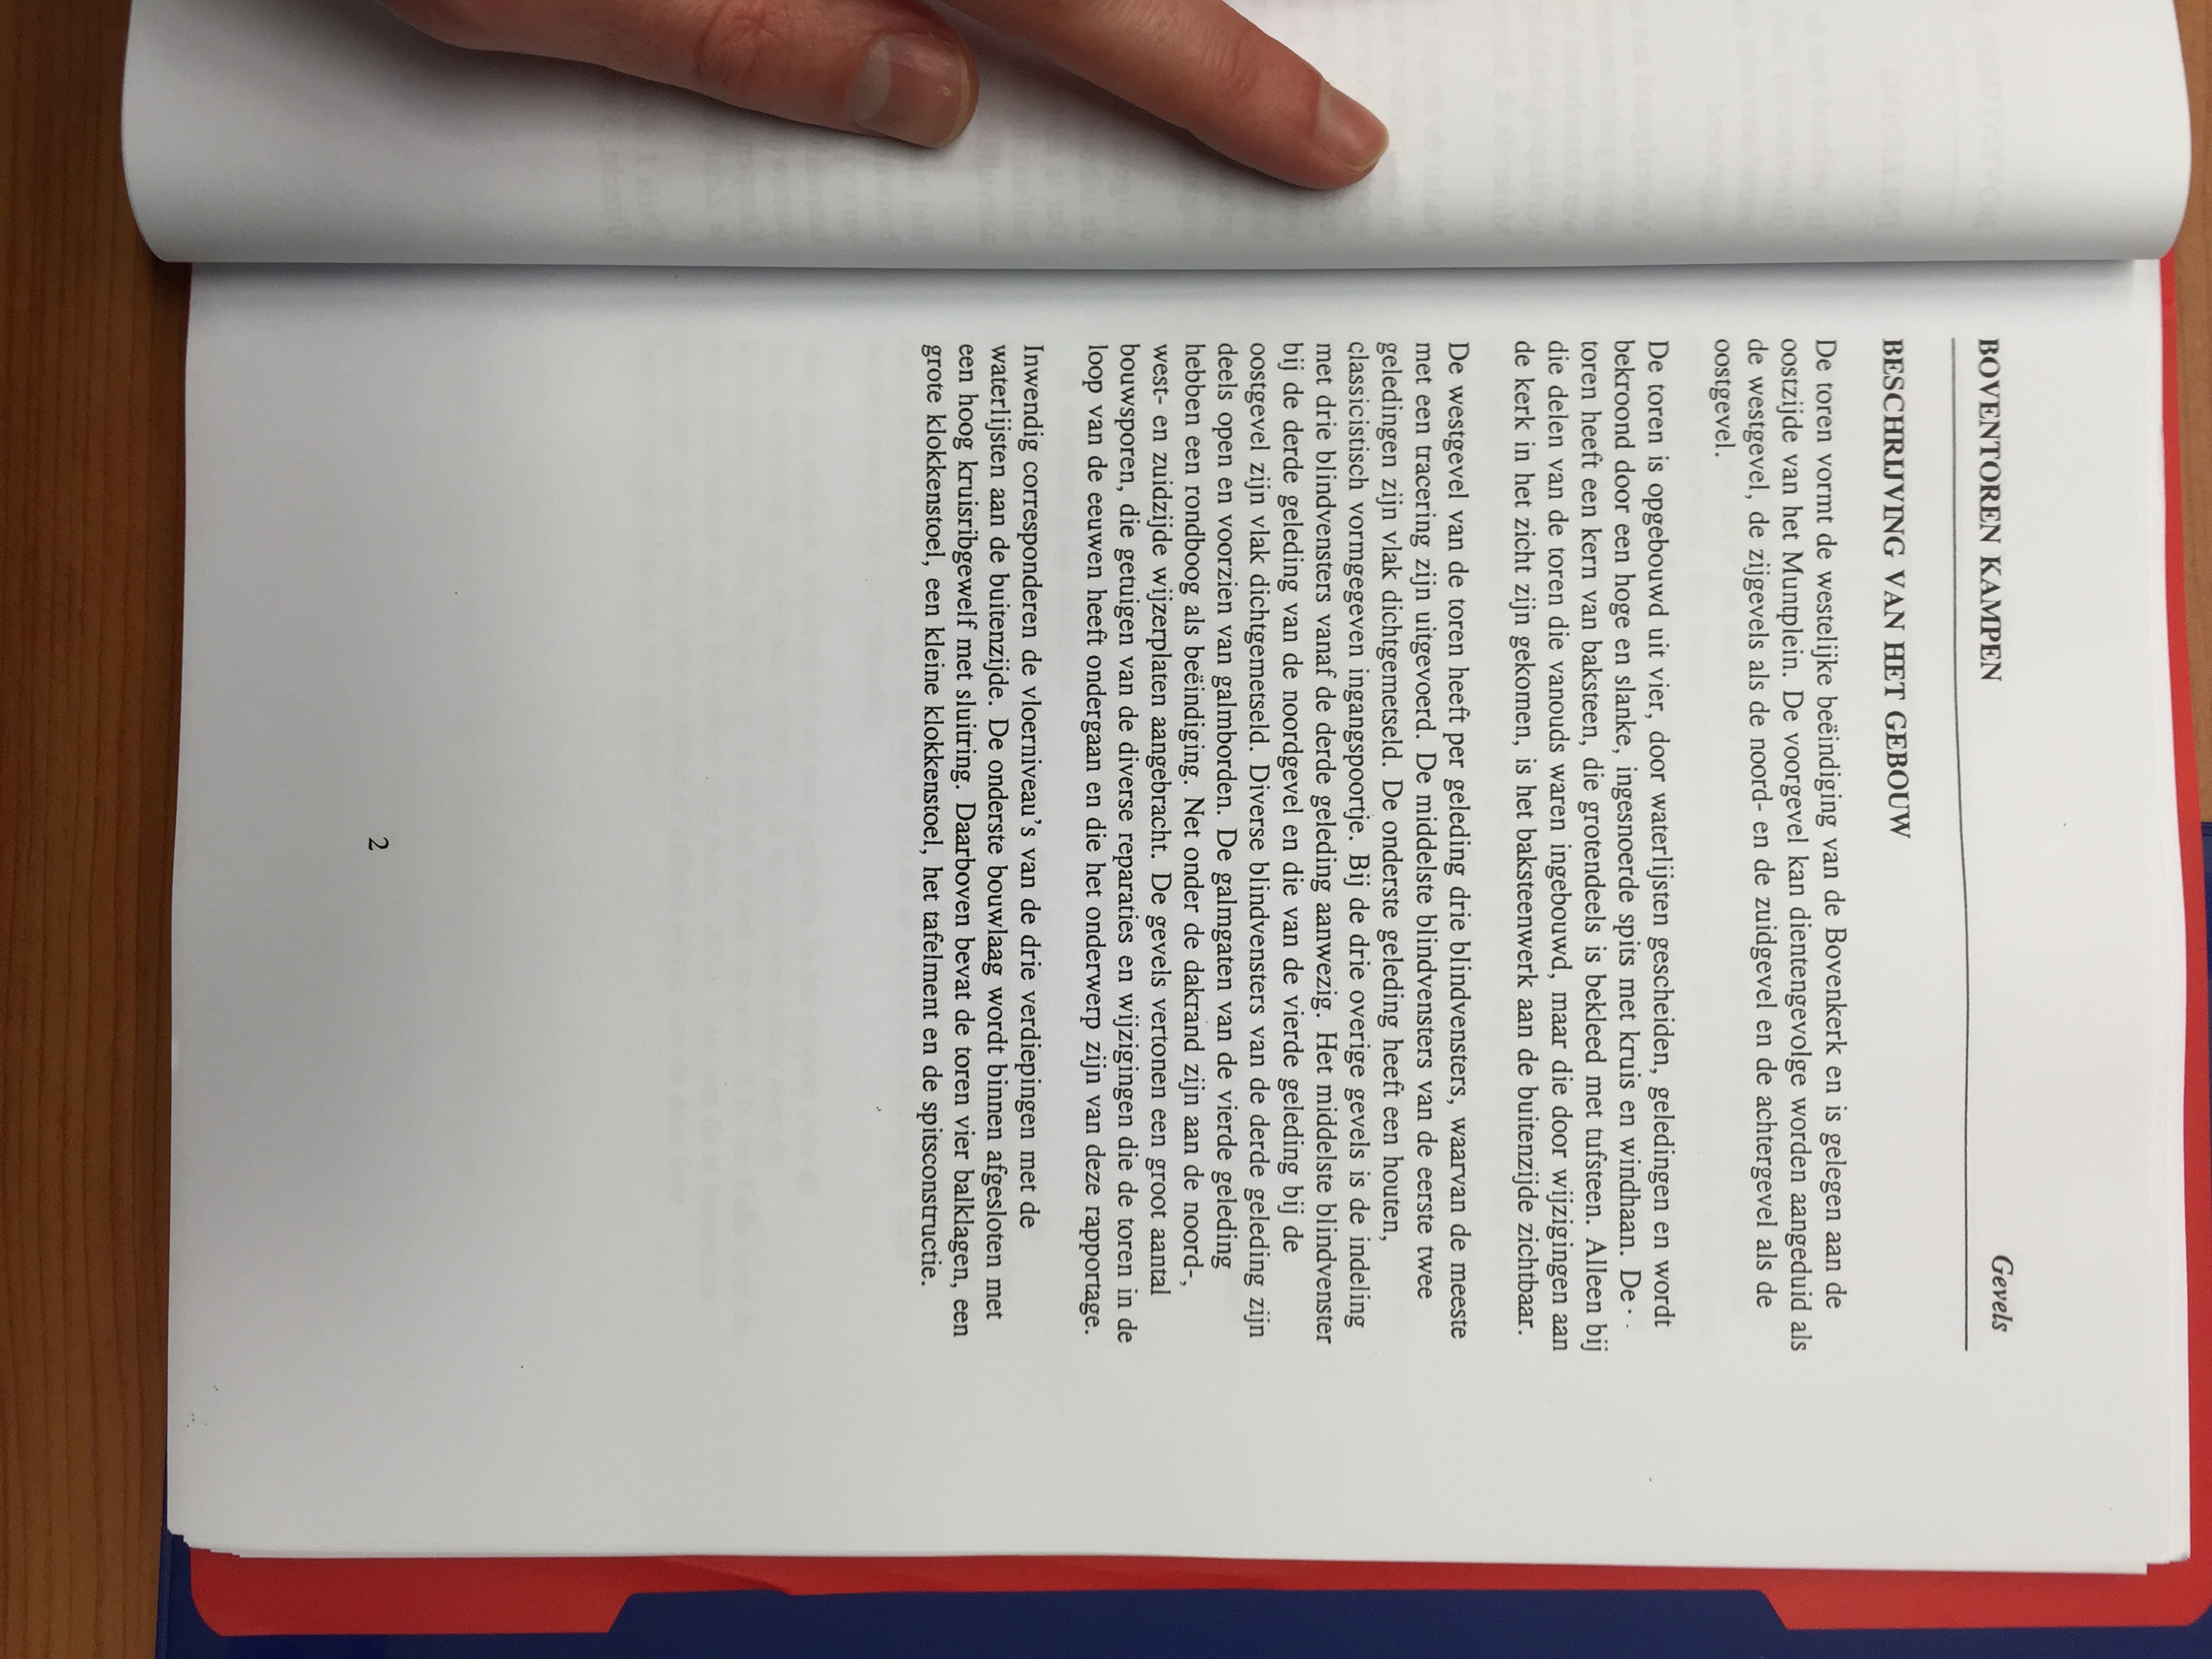 BOVENTOREN KAMPEN Gevels
BESCHRIJVING VAN HET GEBOUW
De toren vormt de westelijke beëindiging van de Bovenkerk en is gelegen aan de
oostzijde van het Muntplein. De voorgevel kan dientengevolge worden aangeduid als
de westgevel, de zijgevels als de noord- en de zuidgevel en de achtergevel als de
oostgevel.
De toren is opgebouwd uit vier, door waterlijsten gescheiden, geledingen en wordt
bekroond door een hoge en slanke, ingesnoerde spits met kruis en windhaan. De
toren heeft een kern van baksteen, die grotendeels is bekleed met tufsteen. Alleen bij
die delen van de toren die vanouds waren ingebouwd, maar die door wijzigingen aan
de kerk in het zicht zijn gekomen, is het baksteenwerk aan de buitenzijde zichtbaar.
De westgevel van de toren heeft per geleding drie blindvensters, waarvan de meeste
met een tracering zijn uitgevoerd. De middelste blindvensters van de eerste twee
geledingen zijn vlak dichtgemetseld. De onderste geleding heeft een houten,
classicistisch vormgegeven ingangspoortje. Bij de drie overige gevels is de indeling
met drie blindvensters vanaf de derde geleding aanwezig. Het middelste blindvenster
bij de derde geleding van de noordgevel en die van de vierde geleding bij de
oostgevel zijn vlak dichtgemetseld. Diverse blindvensters van de derde geleding zijn
deels open en voorzien van galmborden. De galmgaten van de vierde geleding
hebben een rondboog als beëindiging. Net onder de dakrand zijn aan de noord-,
west- en zuidzijde wijzerplaten aangebracht. De gevels vertonen een groot aantal
bouwsporen, die getuigen van de diverse reparaties en wijzigingen die de toren in de
loop van de eeuwen heeft ondergaan en die het onderwerp zijn van deze rapportage.
Inwendig corresponderen de vloerniveau's van de drie verdiepingen met de
waterlijsten aan de buitenzijde. De onderste bouwlaag wordt binnen afgesloten met
een hoog kruisribgewelf met sluitring. Daarboven bevat de toren vier balklagen, een
grote klokkenstoel, een kleine klokkenstoel, het tafelment en de spitsconstructie.
2